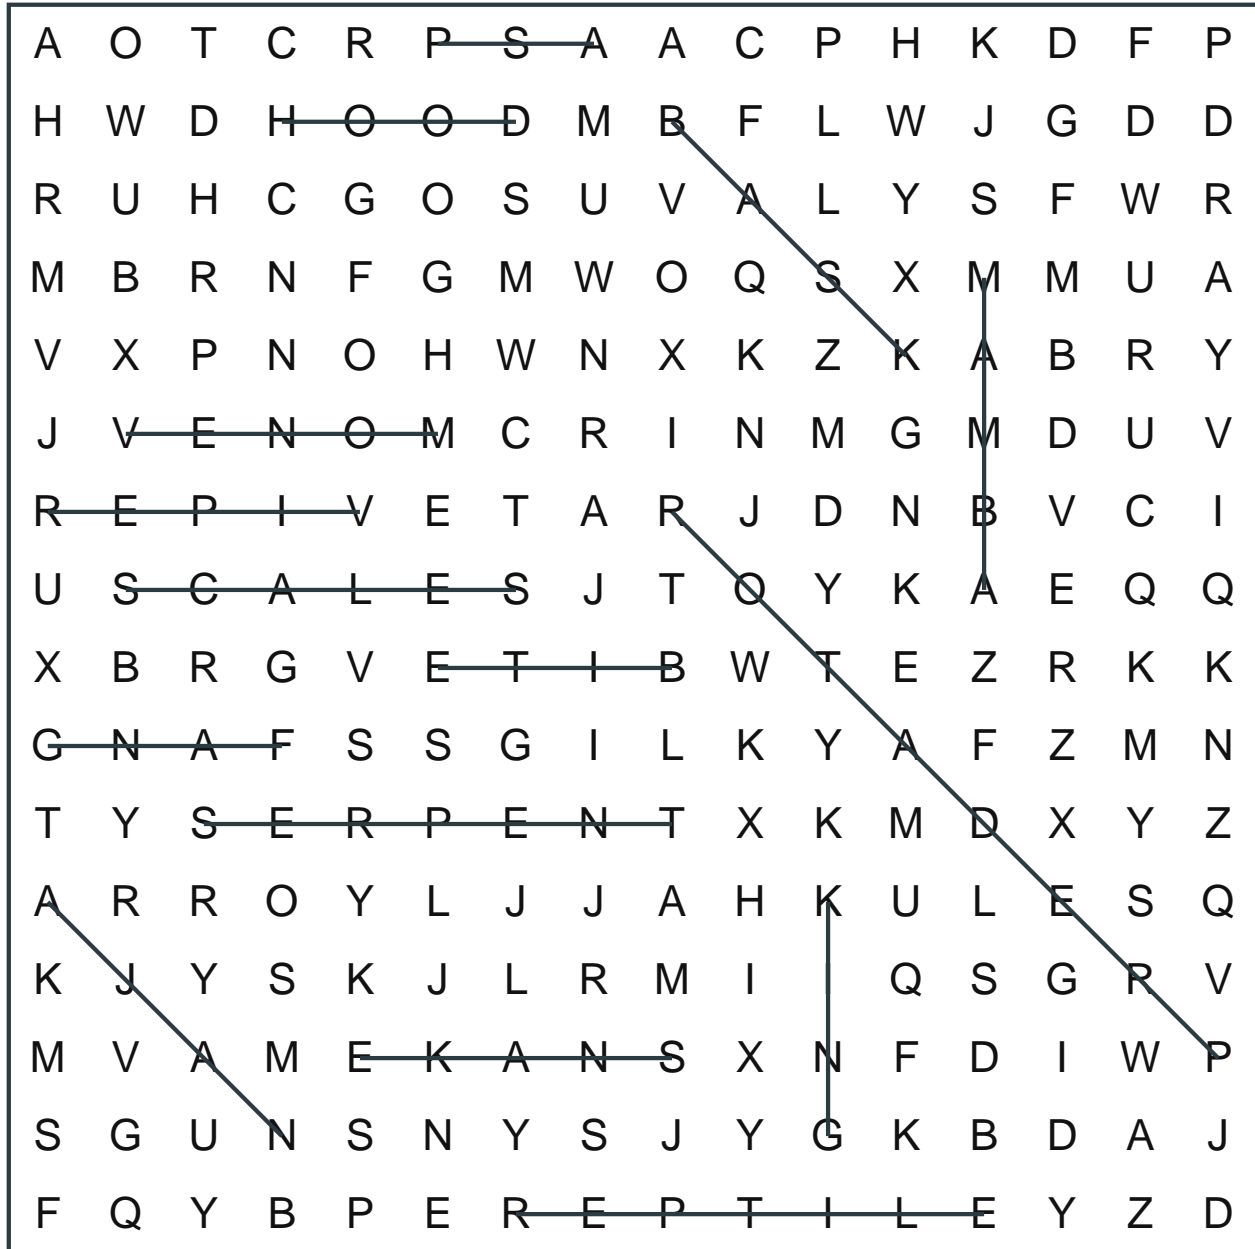 A O T C R P S A A C P H K D F P
H W D H O O D M B F L W J G D D
R U H C G O S U V A L Y S F W R
M B R N F G M W O Q S X M M U A
V X P N O H W N X K Z K A B R Y
J V E N O M C R I N M G M D U V
R E P I V E T A R J D N B V C I
U S C A L E S J T O Y K A E Q Q
X B R G V E T I B W T E Z R K K
G N A F S S G I L K Y A F Z M N
T Y S E R P E N T X K M D X Y Z
A R R O Y L J J A H K U L E S Q
K J Y S K J L R M I I Q S G R V
M V A M E K A N S X N F D I W P
S G U N S N Y S J Y G K B D A J
F Q Y B P E R E P T I L E Y Z D